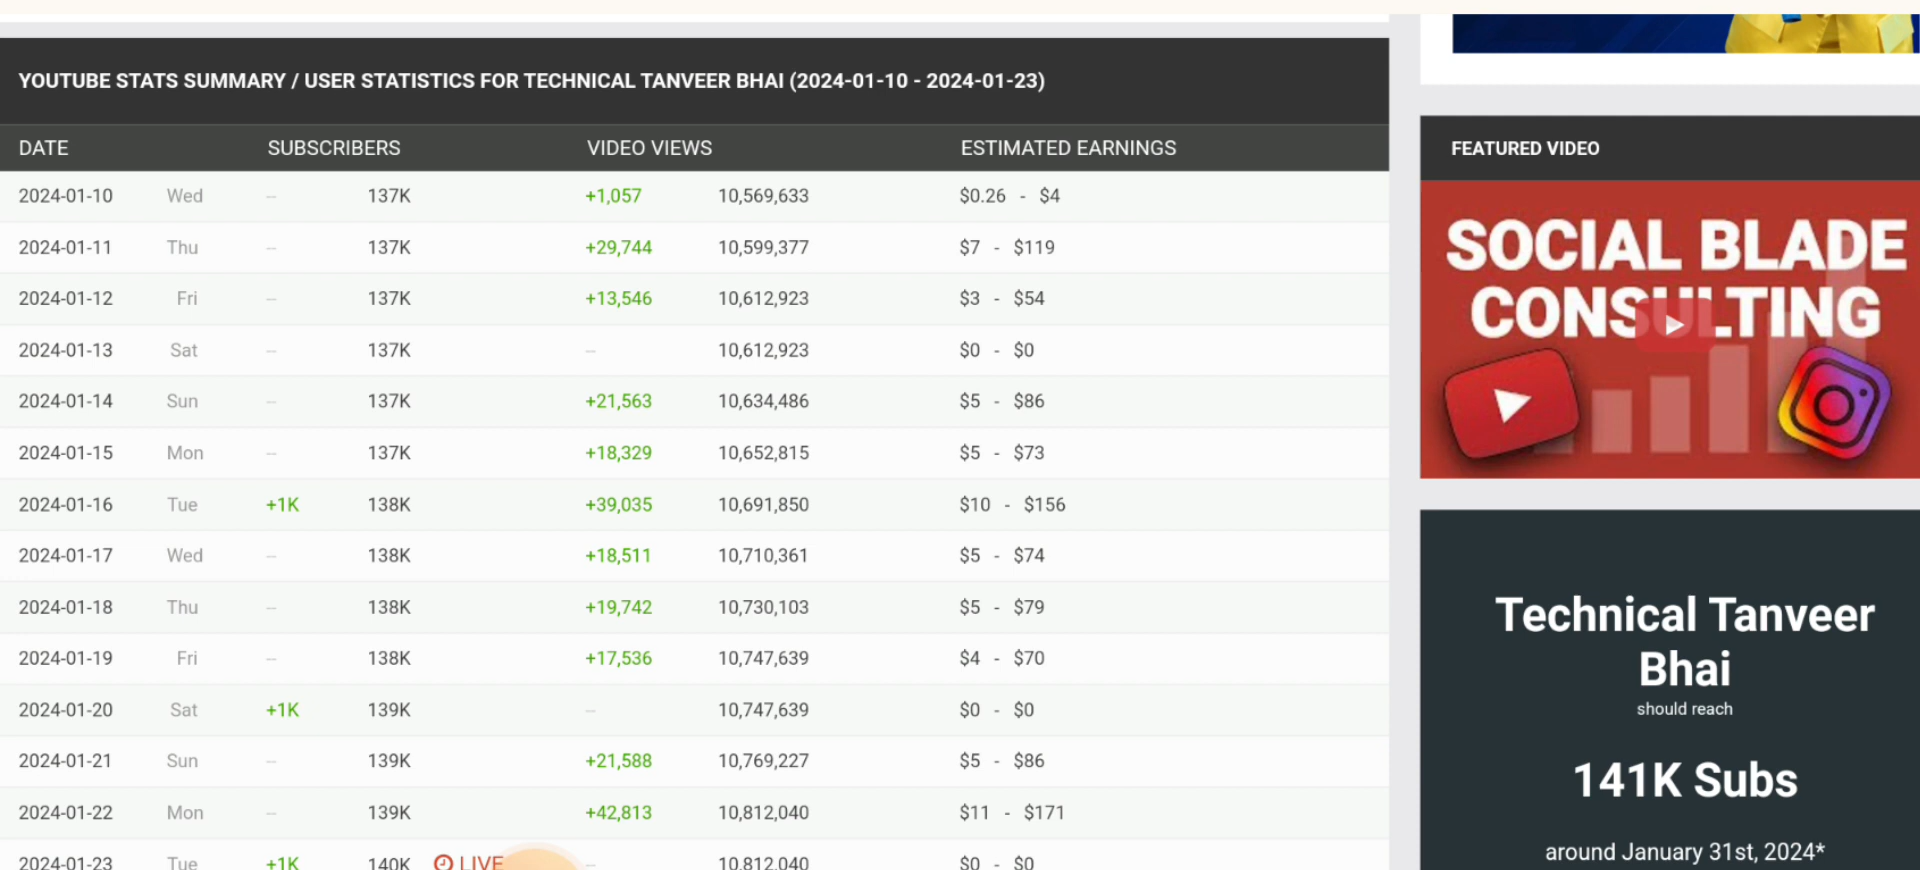 YOUTUBE STATS SUMMARY / USER STATISTICS FOR TECHNICAL TANVEER BHAI (2024-01-10 - 2024-01-23)
DATE SUBSCRIBERS VIDEO VIEWS ESTIMATED EARNINGS
2024-01-10 Wed -- 137K +1,057 10,569,633 $0.26 - $4
2024-01-11 Thu -- 137K +29,744 10,599,377 $7 - $119
2024-01-12 Fri -- 137K +13,546 10,612,923 $3 - $54
2024-01-13 Sat -- 137K -- 10,612,923 $0 - $0
2024-01-14 Sun -- 137K +21,563 10,634,486 $5 - $86
2024-01-15 Mon -- 137K +18,329 10,652,815 $5 - $73
2024-01-16 Tue +1K 138K +39,035 10,691,850 $10 - $156
2024-01-17 Wed -- 138K +18,511 10,710,361 $5 - $74
2024-01-18 Thu -- 138K +19,742 10,730,103 $5 - $79
2024-01-19 Fri -- 138K +17,536 10,747,639 $4 - $70
2024-01-20 Sat +1K 139K -- 10,747,639 $0 - $0
2024-01-21 Sun -- 139K +21,588 10,769,227 $5 - $86
2024-01-22 Mon -- 139K +42,813 10,812,040 $11 - $171
2024-01-23 Tue +1K 140K LIVE -- 10,812,040 $0 - $0
FEATURED VIDEO
SOCIAL BLADE
CONSULTING
Technical Tanveer
Bhai
should reach
141K Subs
around January 31st, 2024*